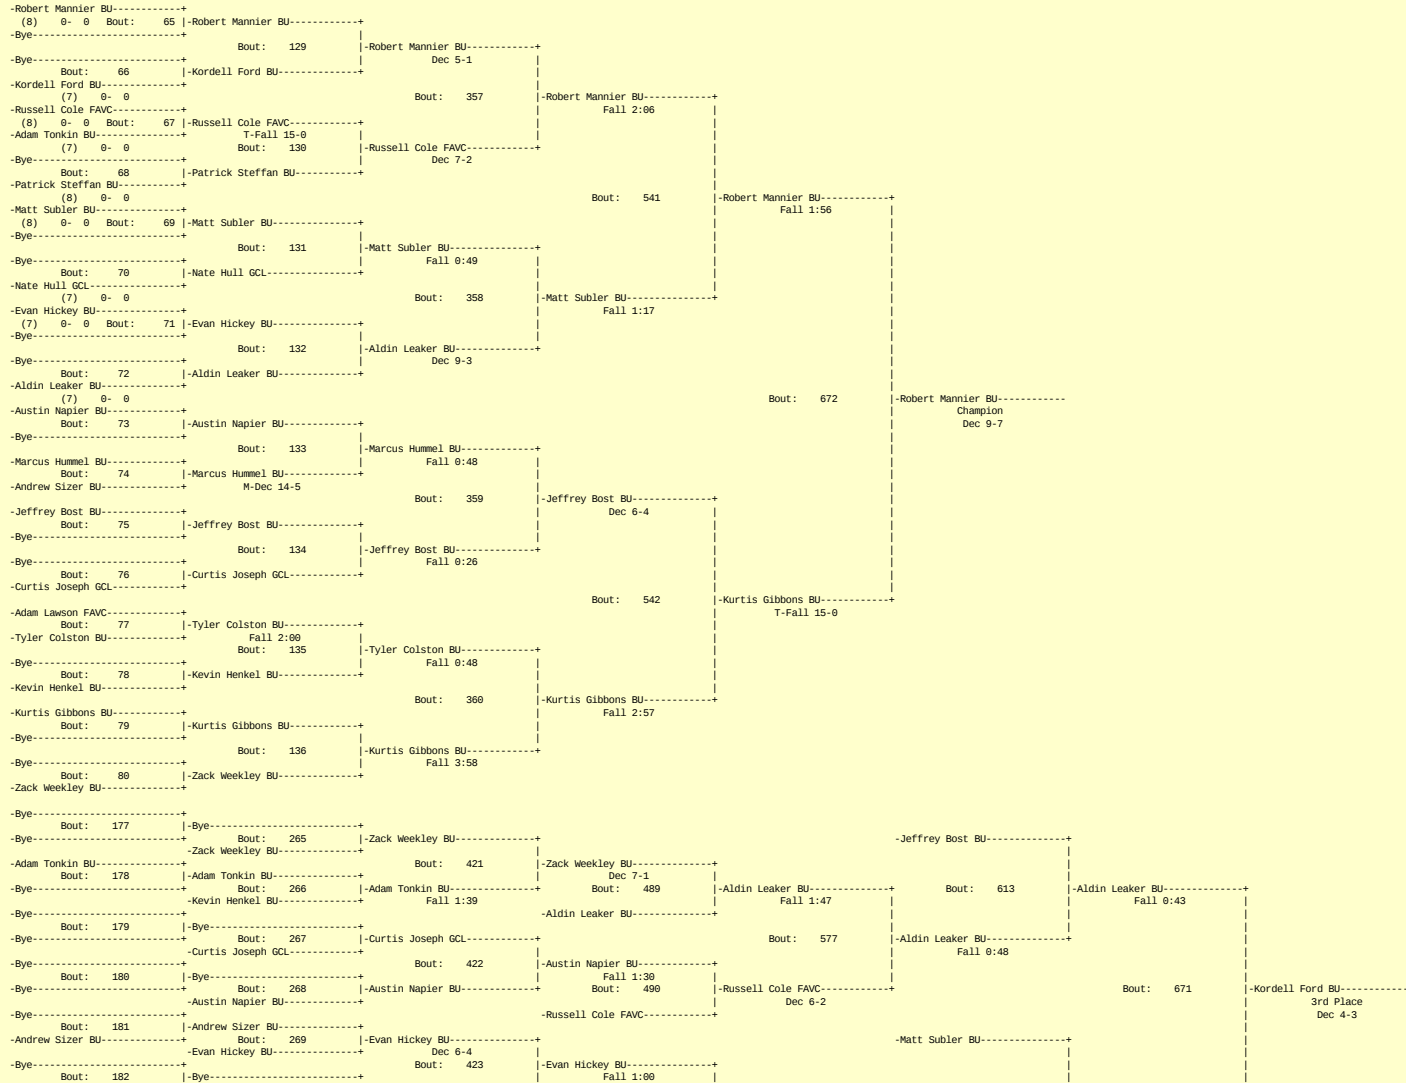 -Robert Mannier BU------------+
(8) 0- 0 Bout: 65 |-Robert Mannier BU------------+
-Bye--------------------------+ |
Bout: 129 |-Robert Mannier BU------------+
-Bye--------------------------+ | Dec 5-1 |
Bout: 66 |-Kordell Ford BU--------------+ |
-Kordell Ford BU--------------+ |
(7) 0- 0 Bout: 357 |-Robert Mannier BU------------+
-Russell Cole FAVC------------+ | Fall 2:06 |
(8) 0- 0 Bout: 67 |-Russell Cole FAVC------------+ | |
-Adam Tonkin BU---------------+ T-Fall 15-0 | | |
(7) 0- 0 Bout: 130 |-Russell Cole FAVC------------+ |
-Bye--------------------------+ | Dec 7-2 |
Bout: 68 |-Patrick Steffan BU-----------+ |
-Patrick Steffan BU-----------+ |
(8) 0- 0 Bout: 541 |-Robert Mannier BU------------+
-Matt Subler BU---------------+ | Fall 1:56 |
(8) 0- 0 Bout: 69 |-Matt Subler BU---------------+ | |
-Bye--------------------------+ | | |
Bout: 131 |-Matt Subler BU---------------+ | |
-Bye--------------------------+ | Fall 0:49 | | |
Bout: 70 |-Nate Hull GCL----------------+ | | |
-Nate Hull GCL----------------+ | | |
(7) 0- 0 Bout: 358 |-Matt Subler BU---------------+ |
-Evan Hickey BU---------------+ | Fall 1:17 |
(7) 0- 0 Bout: 71 |-Evan Hickey BU---------------+ | |
-Bye--------------------------+ | | |
Bout: 132 |-Aldin Leaker BU--------------+ |
-Bye--------------------------+ | Dec 9-3 |
Bout: 72 |-Aldin Leaker BU--------------+ |
-Aldin Leaker BU--------------+ |
(7) 0- 0 Bout: 672 |-Robert Mannier BU------------
-Austin Napier BU-------------+ | Champion
Bout: 73 |-Austin Napier BU-------------+ | Dec 9-7
-Bye--------------------------+ | |
Bout: 133 |-Marcus Hummel BU-------------+ |
-Marcus Hummel BU-------------+ | Fall 0:48 | |
Bout: 74 |-Marcus Hummel BU-------------+ | |
-Andrew Sizer BU--------------+ M-Dec 14-5 | |
Bout: 359 |-Jeffrey Bost BU--------------+ |
-Jeffrey Bost BU--------------+ | Dec 6-4 | |
Bout: 75 |-Jeffrey Bost BU--------------+ | | |
-Bye--------------------------+ | | | |
Bout: 134 |-Jeffrey Bost BU--------------+ | |
-Bye--------------------------+ | Fall 0:26 | |
Bout: 76 |-Curtis Joseph GCL------------+ | |
-Curtis Joseph GCL------------+ | |
Bout: 542 |-Kurtis Gibbons BU------------+
-Adam Lawson FAVC-------------+ | T-Fall 15-0
Bout: 77 |-Tyler Colston BU-------------+ |
-Tyler Colston BU-------------+ Fall 2:00 | |
Bout: 135 |-Tyler Colston BU-------------+ |
-Bye--------------------------+ | Fall 0:48 | |
Bout: 78 |-Kevin Henkel BU--------------+ | |
-Kevin Henkel BU--------------+ | |
Bout: 360 |-Kurtis Gibbons BU------------+
-Kurtis Gibbons BU------------+ | Fall 2:57
Bout: 79 |-Kurtis Gibbons BU------------+ |
-Bye--------------------------+ | |
Bout: 136 |-Kurtis Gibbons BU------------+
-Bye--------------------------+ | Fall 3:58
Bout: 80 |-Zack Weekley BU--------------+
-Zack Weekley BU--------------+
-Bye--------------------------+
Bout: 177 |-Bye--------------------------+
-Bye--------------------------+ Bout: 265 |-Zack Weekley BU--------------+ -Jeffrey Bost BU--------------+
-Zack Weekley BU--------------+ | |
-Adam Tonkin BU---------------+ Bout: 421 |-Zack Weekley BU--------------+ |
Bout: 178 |-Adam Tonkin BU---------------+ | Dec 7-1 | |
-Bye--------------------------+ Bout: 266 |-Adam Tonkin BU---------------+ Bout: 489 |-Aldin Leaker BU--------------+ Bout: 613 |-Aldin Leaker BU--------------+
-Kevin Henkel BU--------------+ Fall 1:39 | Fall 1:47 | | Fall 0:43 |
-Bye--------------------------+ -Aldin Leaker BU--------------+ | | |
Bout: 179 |-Bye--------------------------+ | | |
-Bye--------------------------+ Bout: 267 |-Curtis Joseph GCL------------+ Bout: 577 |-Aldin Leaker BU--------------+ |
-Curtis Joseph GCL------------+ | | Fall 0:48 |
-Bye--------------------------+ Bout: 422 |-Austin Napier BU-------------+ | |
Bout: 180 |-Bye--------------------------+ | Fall 1:30 | | |
-Bye--------------------------+ Bout: 268 |-Austin Napier BU-------------+ Bout: 490 |-Russell Cole FAVC------------+ Bout: 671 |-Kordell Ford BU--------------
-Austin Napier BU-------------+ | Dec 6-2 | 3rd Place
-Bye--------------------------+ -Russell Cole FAVC------------+ | Dec 4-3
Bout: 181 |-Andrew Sizer BU--------------+ |
-Andrew Sizer BU--------------+ Bout: 269 |-Evan Hickey BU---------------+ -Matt Subler BU---------------+ |
-Evan Hickey BU---------------+ Dec 6-4 | | |
-Bye--------------------------+ Bout: 423 |-Evan Hickey BU---------------+ | |
Bout: 182 |-Bye--------------------------+ | Fall 1:00 | | |